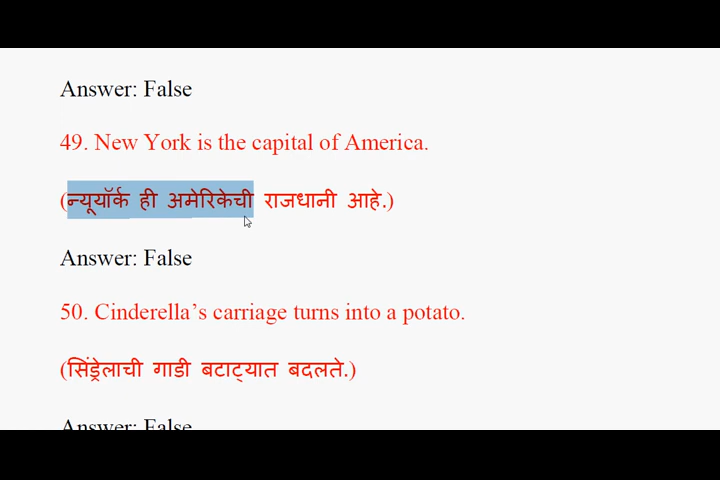 Answer: False
49. New York is the capital of America.
(न्यूयॉर्क ही अमेरिकेची राजधानी आहे.)
Answer: False
50. Cinderella’s carriage turns into a potato.
(सिंड्रेलाची गाडी बटाट्यात बदलते.)
Answer: False